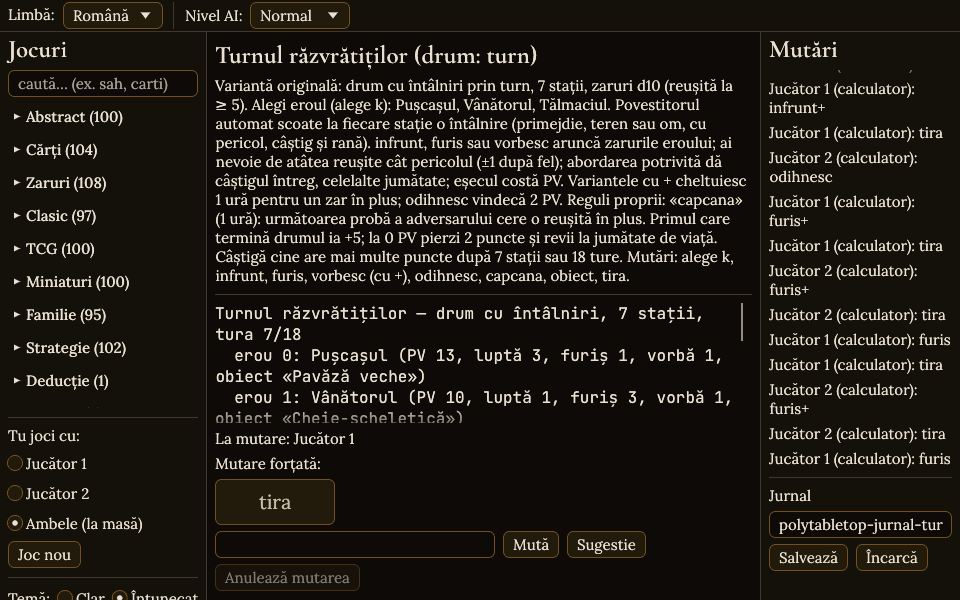 Limbă: Română ▼ Nivel AI: Normal ▼
Jocuri
caută... (ex. sah, carti)
▸ Abstract (100)
▸ Cărți (104)
▸ Zaruri (108)
▸ Clasic (97)
▸ TCG (100)
▸ Miniaturi (100)
▸ Familie (95)
▸ Strategie (102)
▸ Deducție (1)
Tu joci cu:
Jucător 1
Jucător 2
Ambele (la masă)
Joc nou
Temă: Clar Întunecat
Turnul răzvrătiților (drum: turn)
Variantă originală: drum cu întâlniri prin turn, 7 stații, zaruri d10 (reușită la
≥ 5). Alegi eroul (alege k): Pușcașul, Vânătorul, Tălmaciul. Povestitorul
automat scoate la fiecare stație o întâlnire (primejdie, teren sau om, cu
pericol, câștig și rană). infrunt, furis sau vorbesc aruncă zarurile eroului; ai
nevoie de atâtea reușite cât pericolul (±1 după fel); abordarea potrivită dă
câștigul întreg, celelalte jumătate; eșecul costă PV. Variantele cu + cheltuiesc
1 ură pentru un zar în plus; odihnesc vindecă 2 PV. Reguli proprii: «capcana»
(1 ură): următoarea probă a adversarului cere o reușită în plus. Primul care
termină drumul ia +5; la 0 PV pierzi 2 puncte și revii la jumătate de viață.
Câștigă cine are mai multe puncte după 7 stații sau 18 ture. Mutări: alege k,
infrunt, furis, vorbesc (cu +), odihnesc, capcana, obiect, tira.
Turnul răzvrătiților — drum cu întâlniri, 7 stații,
tura 7/18
erou 0: Pușcașul (PV 13, luptă 3, furiș 1, vorbă 1,
obiect «Pavăză veche»)
erou 1: Vânătorul (PV 10, luptă 1, furiș 3, vorbă 1,
obiect «Cheie-scheletică»)
La mutare: Jucător 1
Mutare forțată:
tira
Mută Sugestie
Anulează mutarea
Mutări
Jucător 1 (calculator):
infrunt+
Jucător 1 (calculator): tira
Jucător 2 (calculator):
odihnesc
Jucător 1 (calculator):
furis+
Jucător 1 (calculator): tira
Jucător 2 (calculator):
furis+
Jucător 2 (calculator): tira
Jucător 1 (calculator): furis
Jucător 1 (calculator): tira
Jucător 2 (calculator):
furis+
Jucător 2 (calculator): tira
Jucător 1 (calculator): furis
Jurnal
polytabletop-jurnal-tur
Salvează Încarcă